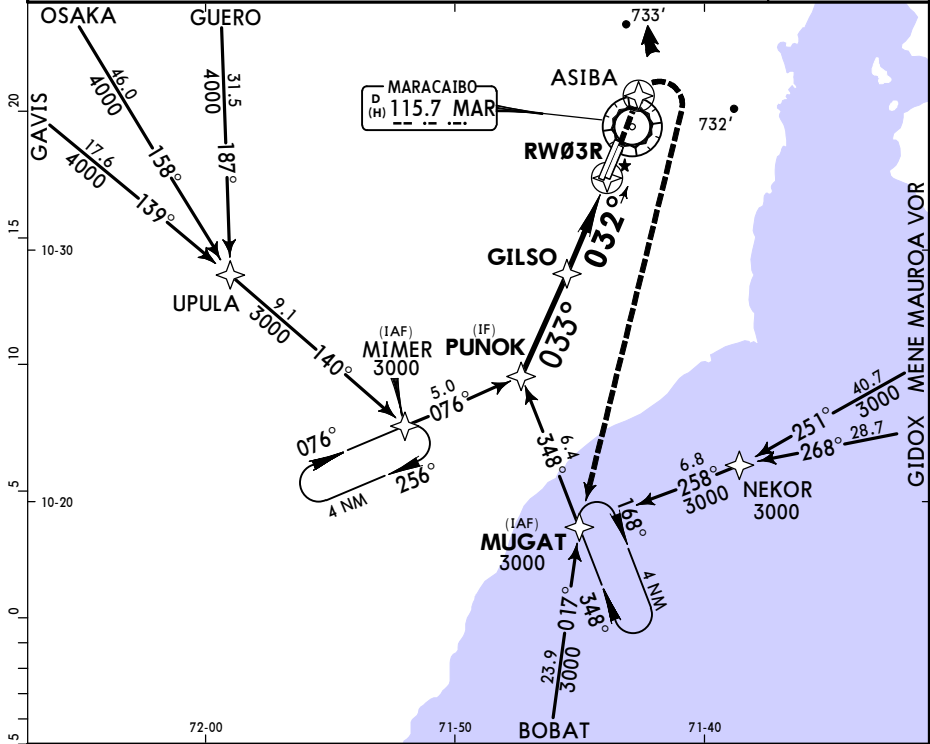 OSAKA
GUERO
733'
46.0
4000
31.5
4000
ASIBA
GAVIS
20
MARACAIBO
D
(H) 115.7 MAR
732'
17.6
4000
158°
187°
RWØ3R
139°
032°
15
10-30
GILSO
MENE MAUROA VOR
UPULA
9.1
3000
140°
(IAF)
MIMER
3000
(IF)
PUNOK
033°
10
5.0
076°
40.7
3000
251°
28.7
268°
GIDOX
076°
256°
4 NM
6.4
348°
6.8
258°
3000
NEKOR
3000
5
10-20
(IAF)
MUGAT
3000
168°
4 NM
348°
017°
23.9
3000
0
72-00
71-50
71-40
5
BOBAT